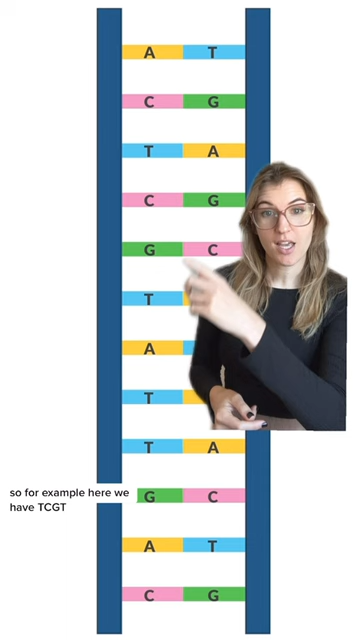 A T
C G
T A
C G
G C
T
A
T
T A
so for example here we
have TCGT
G C
A T
C G